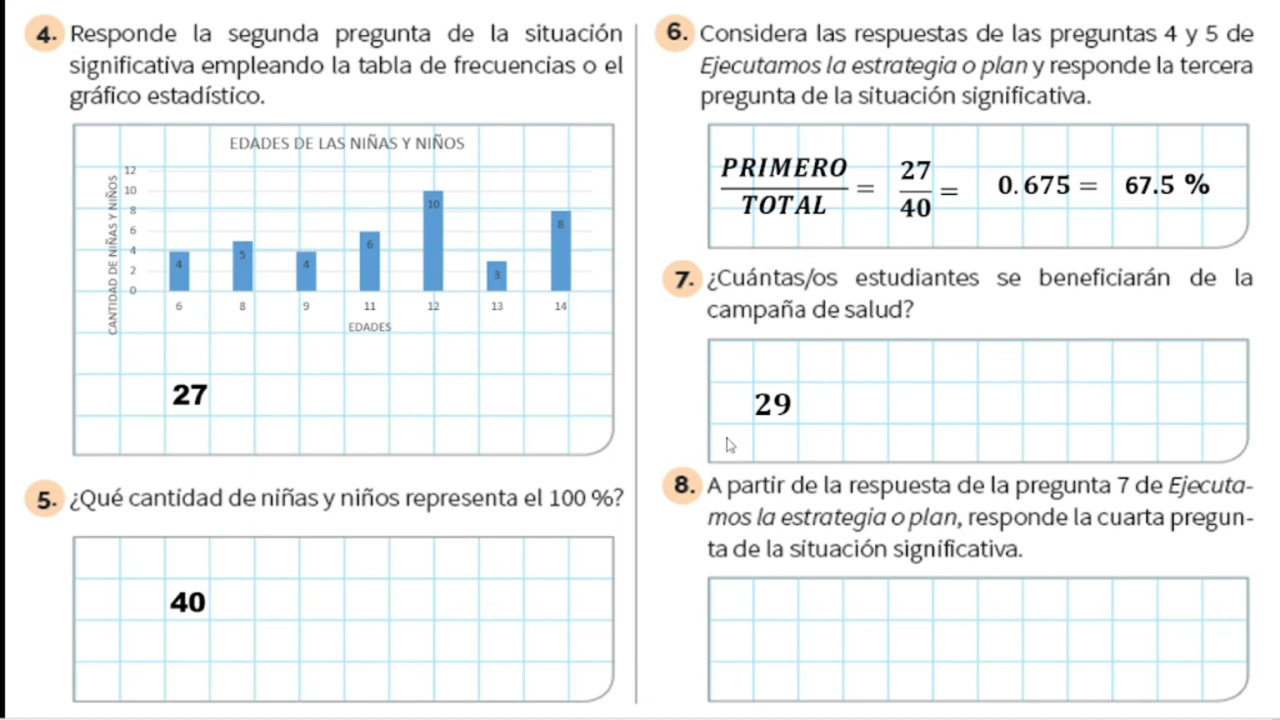 4. Responde la segunda pregunta de la situación
significativa empleando la tabla de frecuencias o el
gráfico estadístico.
EDADES DE LAS NIÑAS Y NIÑOS
CANTIDAD DE NIÑAS Y NIÑOS
12
10
8
6
4
2
0
4 5 4 6 10 3 8
6 8 9 11 12 13 14
EDADES
27
5. ¿Qué cantidad de niñas y niños representa el 100 %?
40
6. Considera las respuestas de las preguntas 4 y 5 de
Ejecutamos la estrategia o plan y responde la tercera
pregunta de la situación significativa.
PRIMERO/TOTAL = 27/40 = 0.675 = 67.5 %
7. ¿Cuántas/os estudiantes se beneficiarán de la
campaña de salud?
29
8. A partir de la respuesta de la pregunta 7 de Ejecuta-
mos la estrategia o plan, responde la cuarta pregun-
ta de la situación significativa.